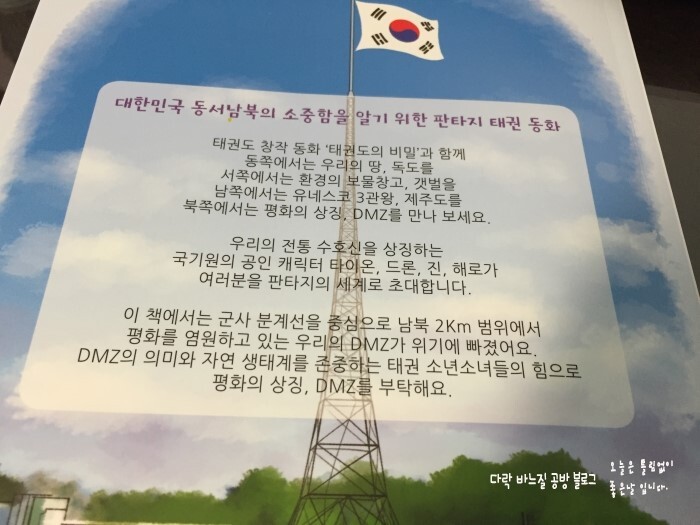 대한민국 동서남북의 소중함을 알기 위한 판타지 태권 동화
태권도 창작 동화 '태권도의 비밀'과 함께
동쪽에서는 우리의 땅, 독도를
서쪽에서는 환경의 보물창고, 갯벌을
남쪽에서는 유네스코 3관왕, 제주도를
북쪽에서는 평화의 상징, DMZ를 만나 보세요.
우리의 전통 수호신을 상징하는
국기원의 공인 캐릭터 타이온, 드론, 진, 해로가
여러분을 판타지의 세계로 초대합니다.
이 책에서는 군사 분계선을 중심으로 남북 2Km 범위에서
평화를 염원하고 있는 우리의 DMZ가 위기에 빠졌어요.
DMZ의 의미와 자연 생태계를 존중하는 태권 소년소녀들의 힘으로
평화의 상징, DMZ를 부탁해요.
다락 바느질 공방 블로그
오늘은 틀림없이
좋은날 입니다.